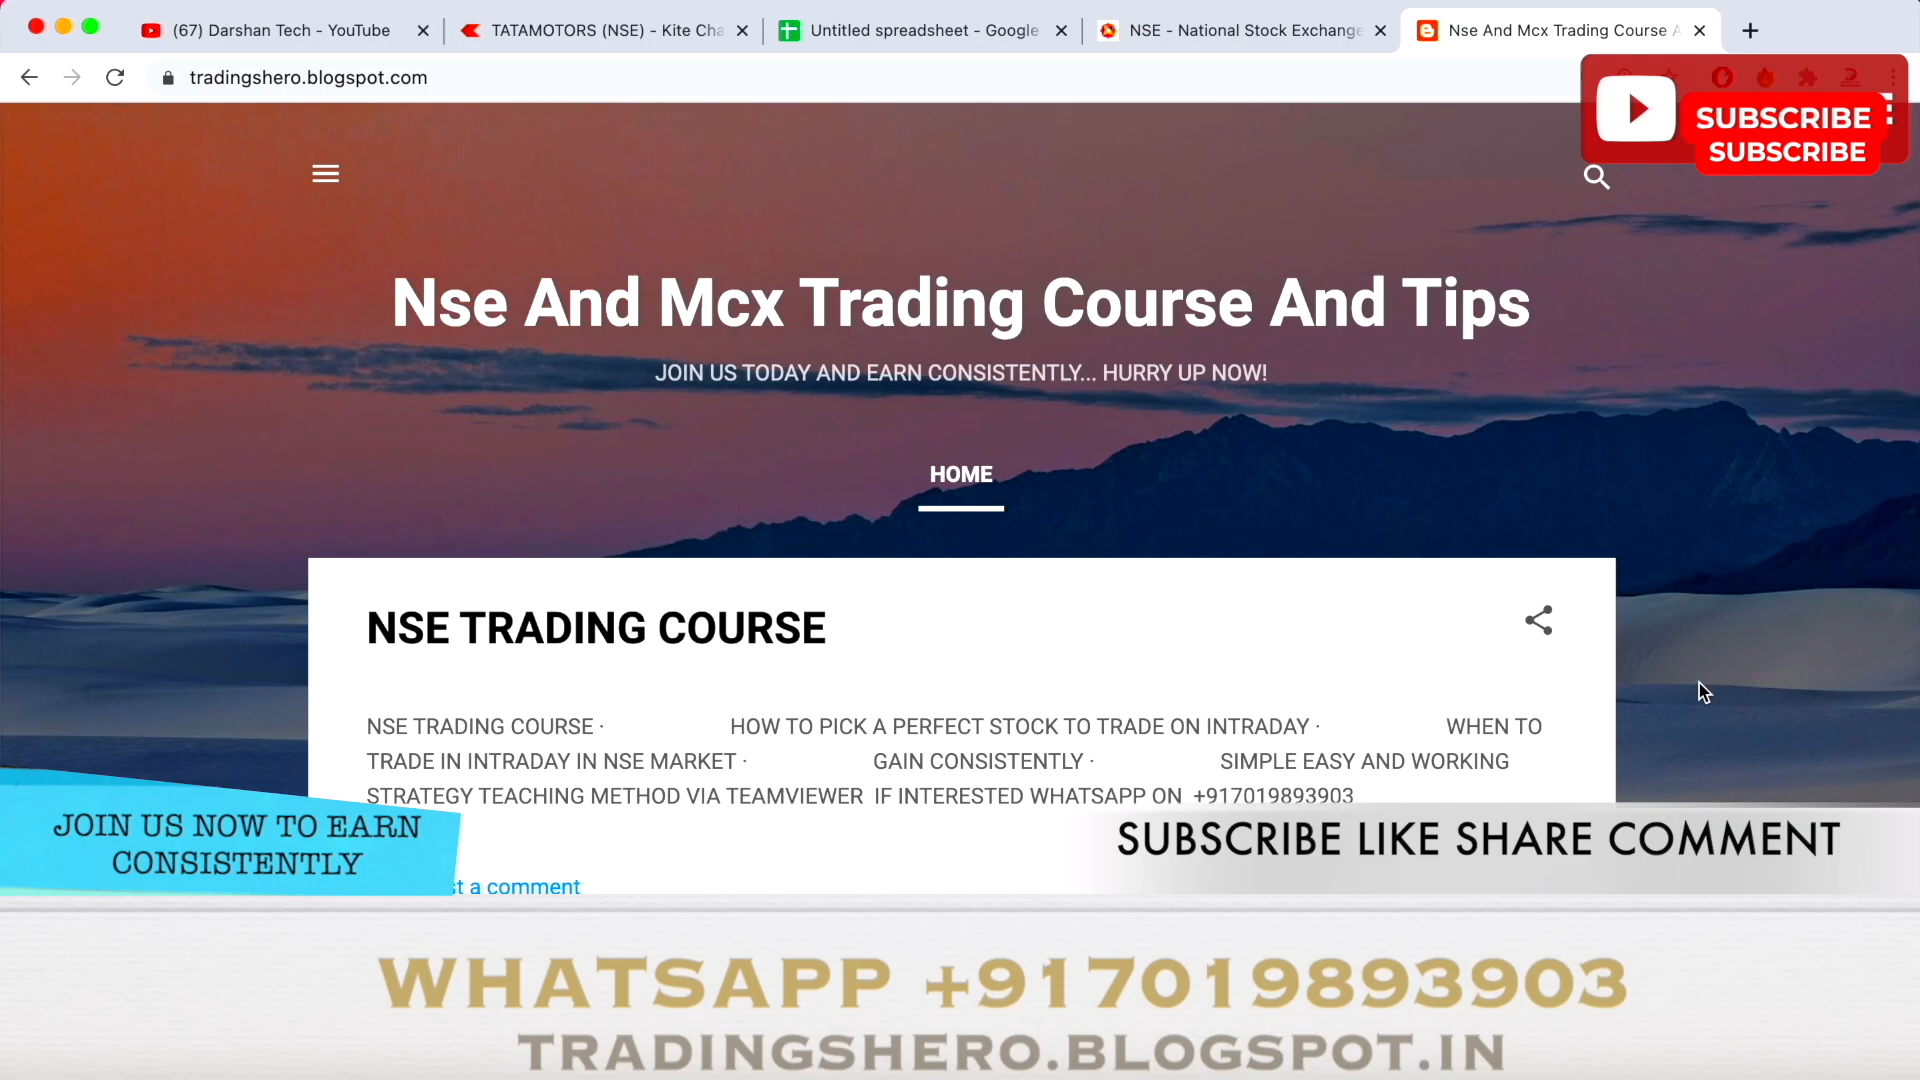 (67) Darshan Tech - YouTube
TATAMOTORS (NSE) - Kite Cha
Untitled spreadsheet - Google
NSE - National Stock Exchange
Nse And Mcx Trading Course A
tradingshero.blogspot.com
SUBSCRIBE
SUBSCRIBE
Nse And Mcx Trading Course And Tips
JOIN US TODAY AND EARN CONSISTENTLY... HURRY UP NOW!
HOME
NSE TRADING COURSE
NSE TRADING COURSE · HOW TO PICK A PERFECT STOCK TO TRADE ON INTRADAY · WHEN TO
TRADE IN INTRADAY IN NSE MARKET · GAIN CONSISTENTLY · SIMPLE EASY AND WORKING
STRATEGY TEACHING METHOD VIA TEAMVIEWER IF INTERESTED WHATSAPP ON +917019893903
JOIN US NOW TO EARN
CONSISTENTLY
SUBSCRIBE LIKE SHARE COMMENT
st a comment
WHATSAPP +917019893903
TRADINGSHERO.BLOGSPOT.IN